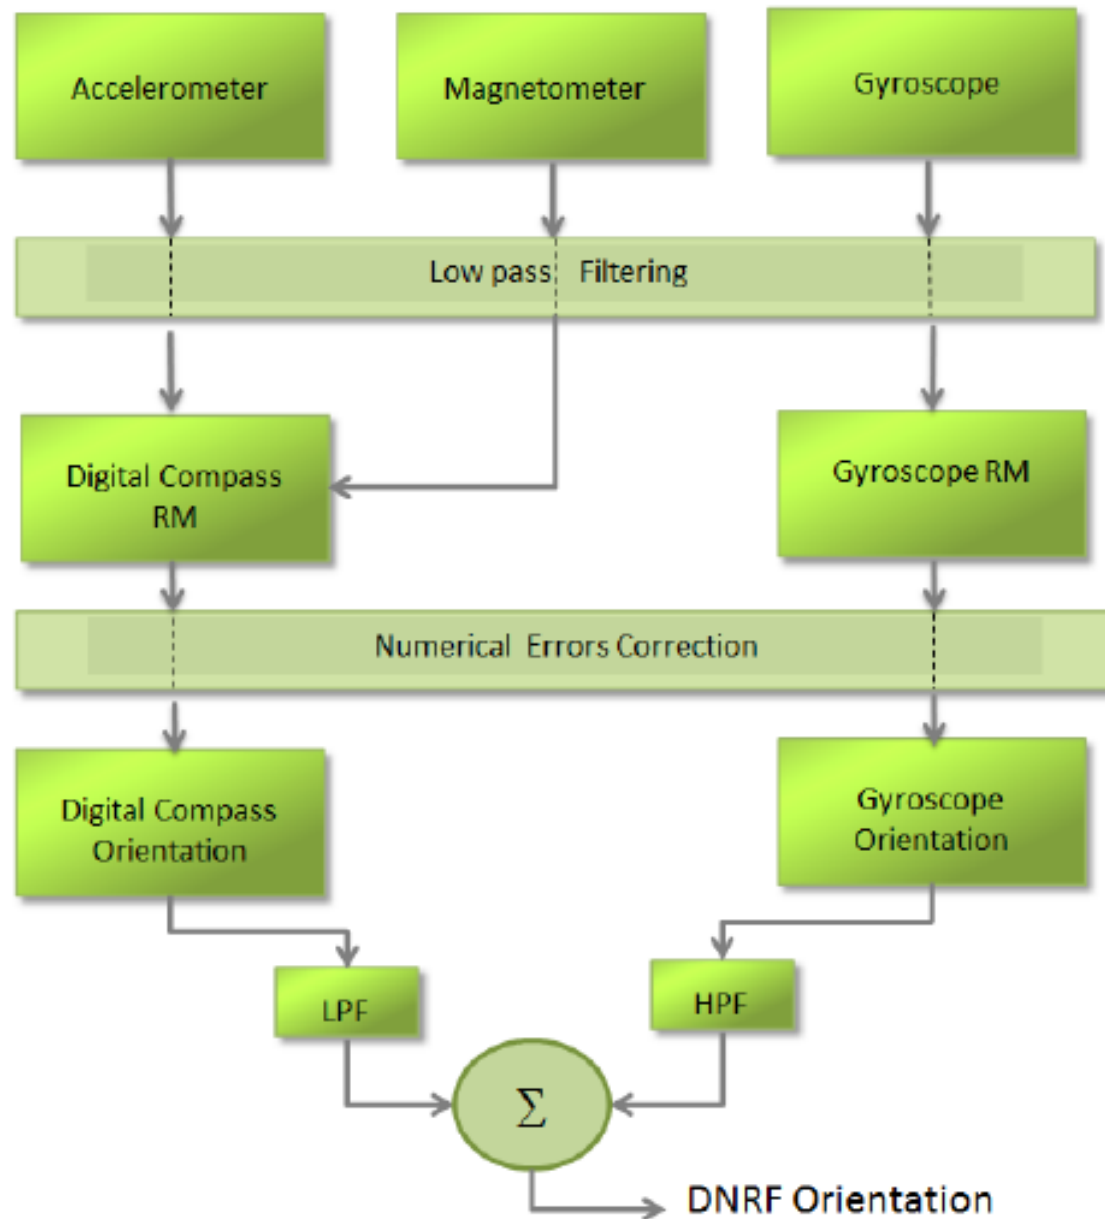 Accelerometer
Magnetometer
Gyroscope
Low pass Filtering
Digital Compass
RM
Gyroscope RM
Numerical Errors Correction
Digital Compass
Orientation
Gyroscope
Orientation
LPF
HPF
Σ
DNRF Orientation